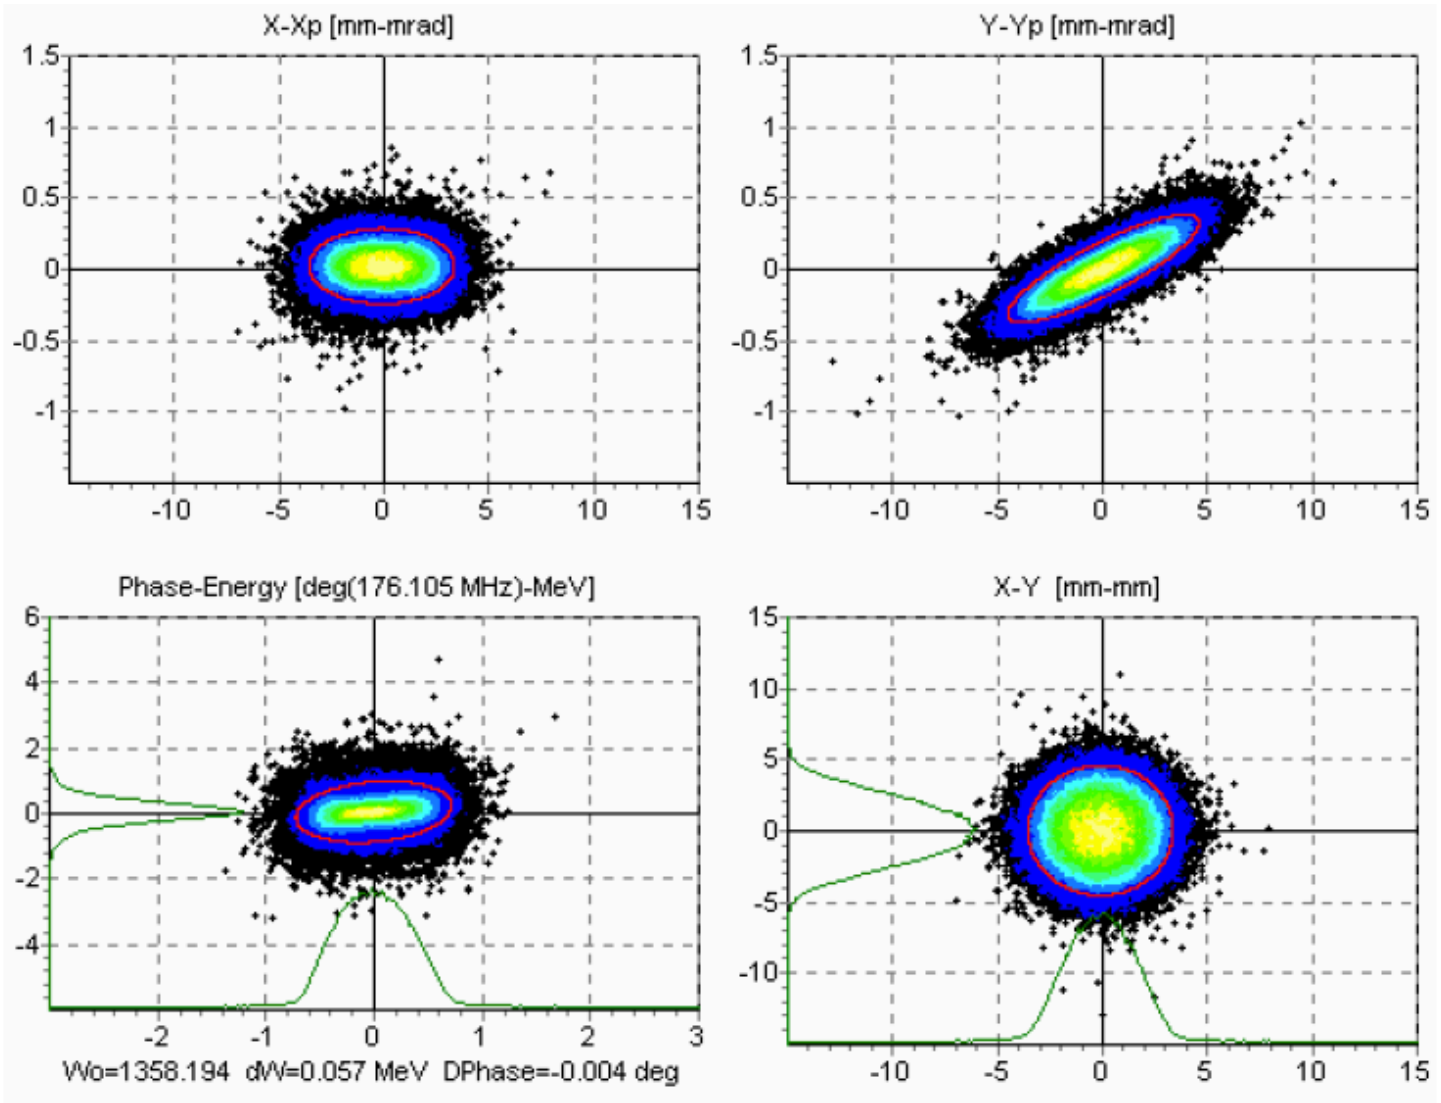 X-Xp [mm-mrad]
Y-Yp [mm-mrad]
1.5
1
0.5
0
-0.5
-1
-10 -5 0 5 10 15
1.5
1
0.5
0
-0.5
-1
-10 -5 0 5 10 15
Phase-Energy [deg(176.105 MHz)-MeV]
X-Y [mm-mm]
6
4
2
0
-2
-4
-2 -1 0 1 2 3
Wo=1358.194 dW=0.057 MeV DPhase=-0.004 deg
15
10
5
0
-5
-10
-10 -5 0 5 10 15